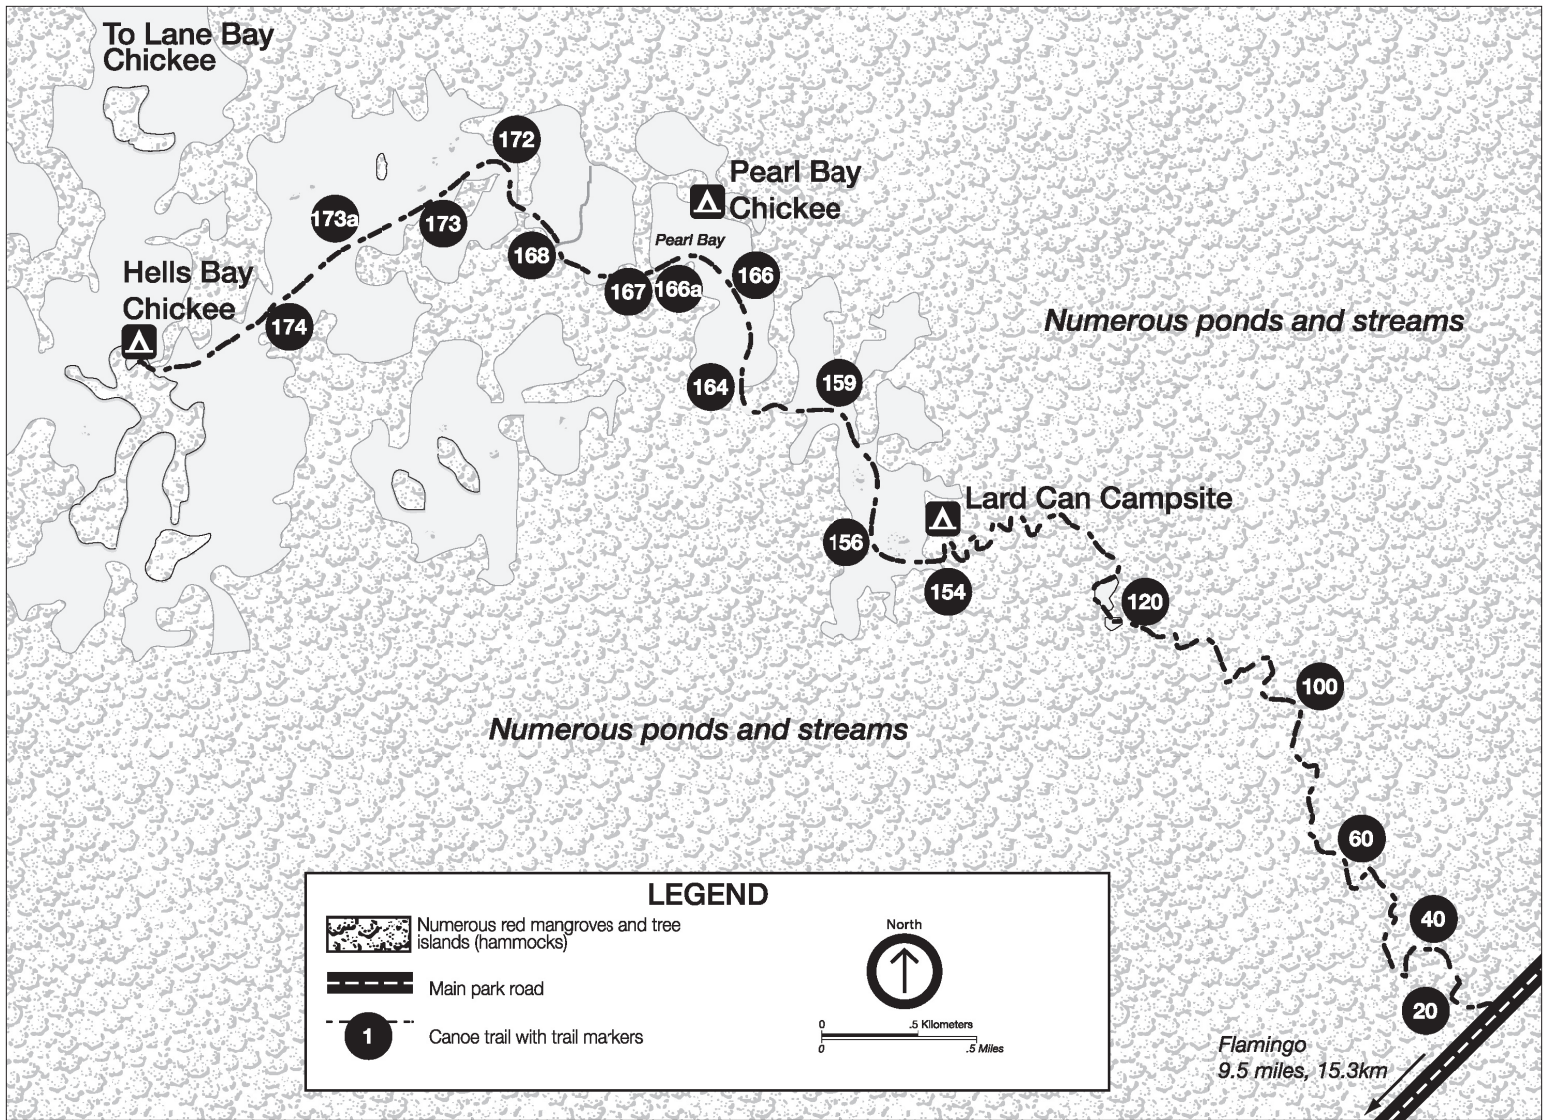 To Lane Bay
Chickee
172
Pearl Bay
Chickee
173a
173
168
Pearl Bay
166
167
166a
Hells Bay
Chickee
174
Numerous ponds and streams
164
159
Lard Can Campsite
156
154
120
100
Numerous ponds and streams
60
40
20
Flamingo
9.5 miles, 15.3km
LEGEND
Numerous red mangroves and tree
islands (hammocks)
Main park road
1
Canoe trail with trail markers
North
0 .5 Kilometers
0 .5 Miles